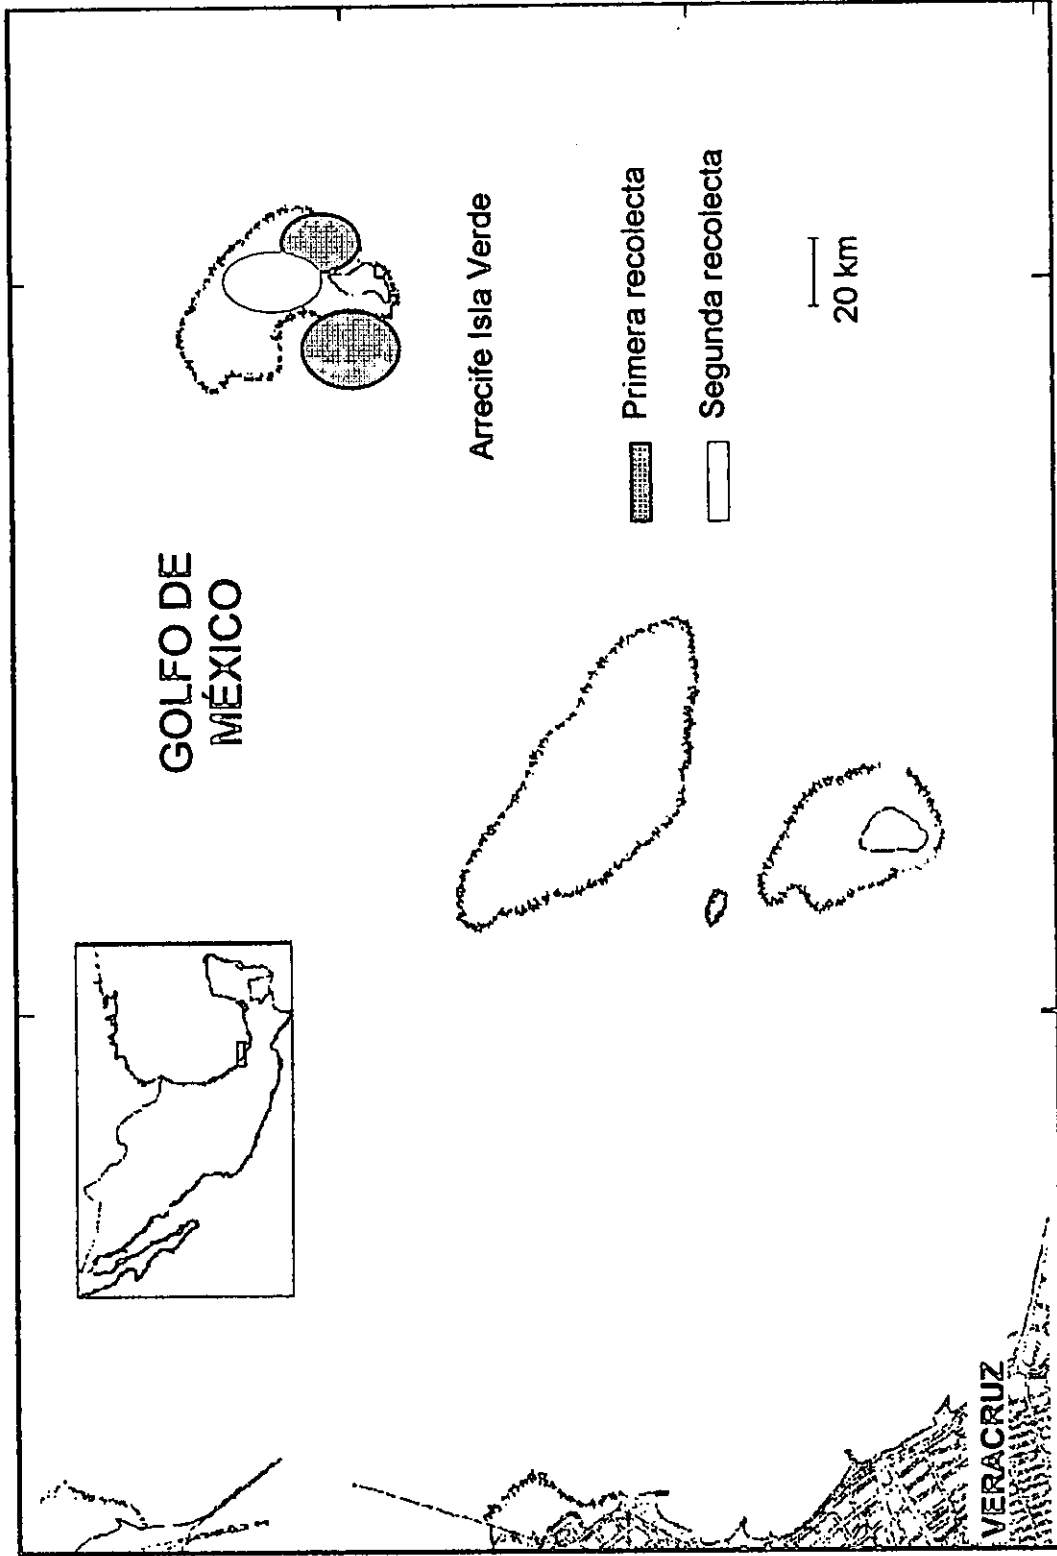 GOLFO DE
MÉXICO
Arrecife Isla Verde
Primera recolecta
Segunda recolecta
20 km
VERACRUZ